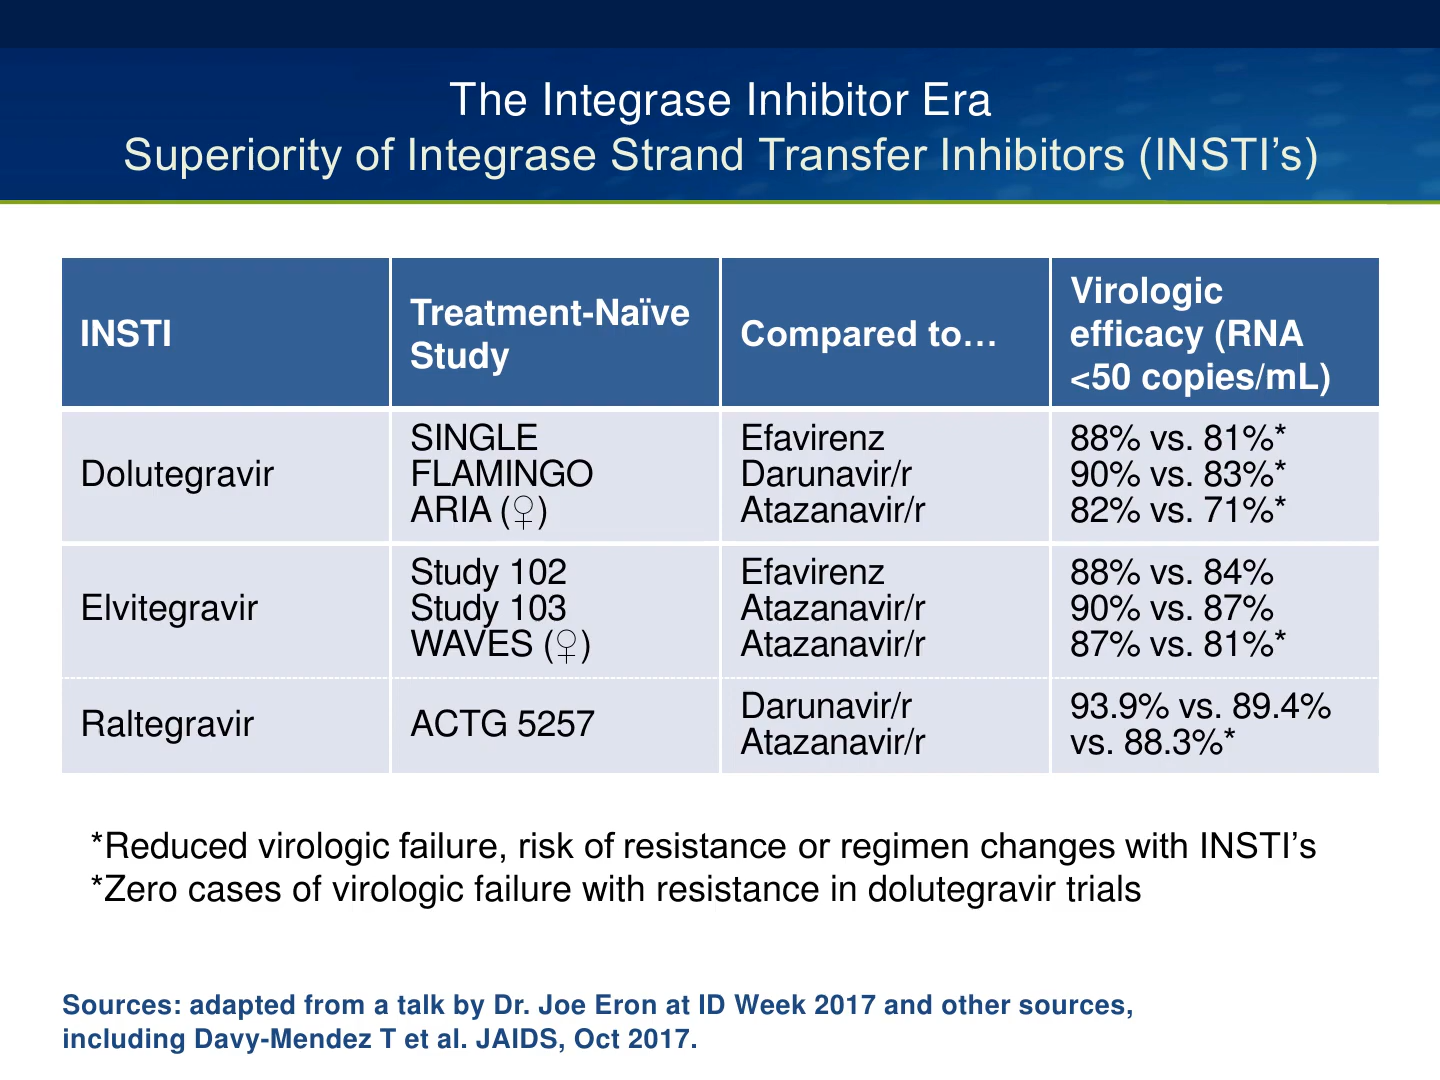 The Integrase Inhibitor Era
Superiority of Integrase Strand Transfer Inhibitors (INSTI’s)
INSTI
Treatment-Naïve
Study
Compared to…
Virologic
efficacy (RNA
<50 copies/mL)
Dolutegravir
SINGLE
FLAMINGO
ARIA (♀)
Efavirenz
Darunavir/r
Atazanavir/r
88% vs. 81%*
90% vs. 83%*
82% vs. 71%*
Elvitegravir
Study 102
Study 103
WAVES (♀)
Efavirenz
Atazanavir/r
Atazanavir/r
88% vs. 84%
90% vs. 87%
87% vs. 81%*
Raltegravir
ACTG 5257
Darunavir/r
Atazanavir/r
93.9% vs. 89.4%
vs. 88.3%*
*Reduced virologic failure, risk of resistance or regimen changes with INSTI’s
*Zero cases of virologic failure with resistance in dolutegravir trials
Sources: adapted from a talk by Dr. Joe Eron at ID Week 2017 and other sources,
including Davy-Mendez T et al. JAIDS, Oct 2017.